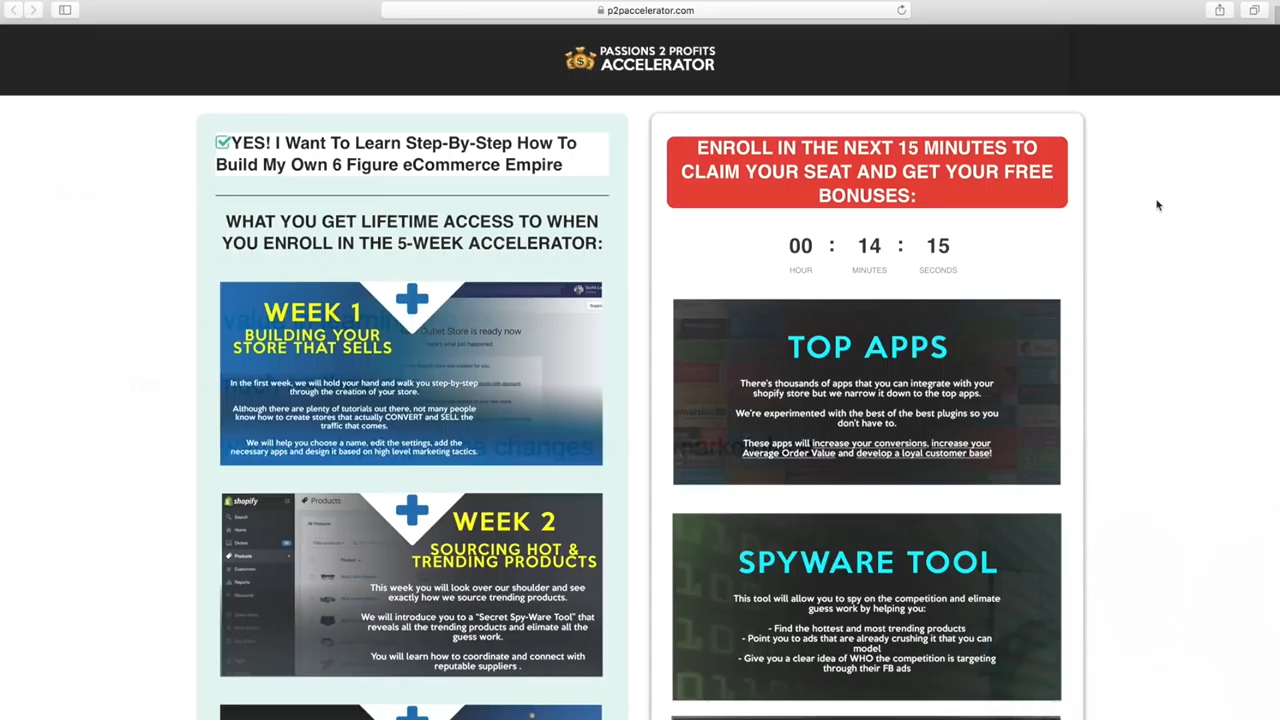 p2paccelerator.com
PASSIONS 2 PROFITS
ACCELERATOR
YES! I Want To Learn Step-By-Step How To
Build My Own 6 Figure eCommerce Empire
WHAT YOU GET LIFETIME ACCESS TO WHEN
YOU ENROLL IN THE 5-WEEK ACCELERATOR:
WEEK 1
BUILDING YOUR
STORE THAT SELLS
Outlet Store is ready now
In the first week, we will hold your hand and walk you step-by-step
through the creation of your store.
Although there are plenty of tutorials out there, not many people
know how to create stores that actually CONVERT and SELL the
traffic that comes.
We will help you choose a name, edit the settings, add the
necessary apps and design it based on high level marketing tactics.
shopify
Products
Search
Home
Orders
Products
Customers
Reports
Discounts
WEEK 2
SOURCING HOT &
TRENDING PRODUCTS
This week you will look over our shoulder and see
exactly how we source trending products.
We will introduce you to a "Secret Spy-Ware Tool" that
reveals all the trending products and elimate all the
guess work.
You will learn how to coordinate and connect with
reputable suppliers .
ENROLL IN THE NEXT 15 MINUTES TO
CLAIM YOUR SEAT AND GET YOUR FREE
BONUSES:
00 : 14 : 15
HOUR MINUTES SECONDS
TOP APPS
There's thousands of apps that you can integrate with your
shopify store but we narrow it down to the top apps.
We're experimented with the best of the best plugins so you
don't have to.
These apps will increase your conversions, increase your
Average Order Value and develop a loyal customer base!
SPYWARE TOOL
This tool will allow you to spy on the competition and elimate
guess work by helping you:
- Find the hottest and most trending products
- Point you to ads that are already crushing it that you can
model
- Give you a clear idea of WHO the competition is targeting
through their FB ads
changes